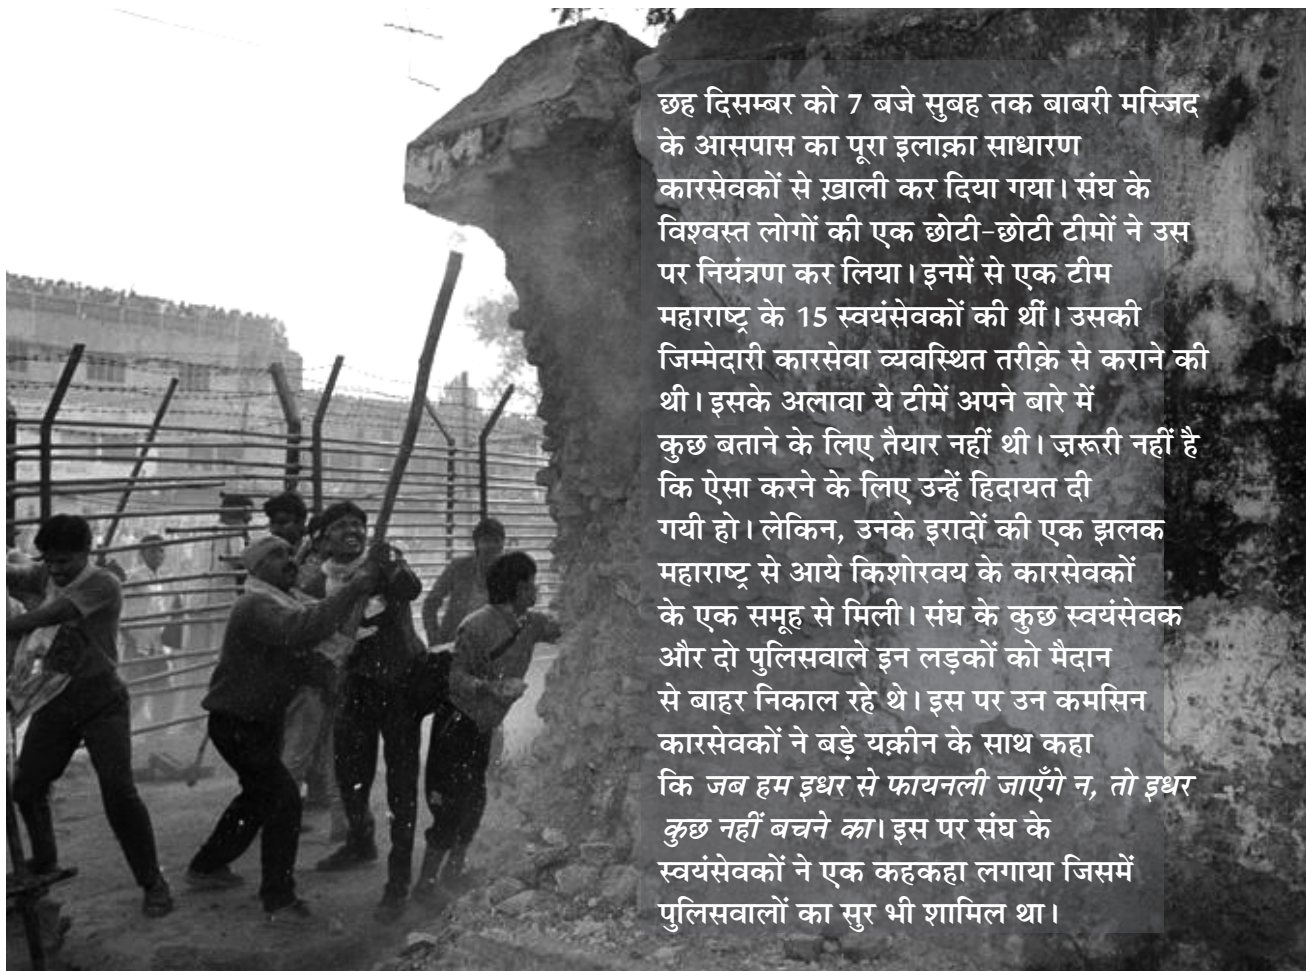 छह दिसम्बर को 7 बजे सुबह तक बाबरी मस्जिद
के आसपास का पूरा इलाक़ा साधारण
कारसेवकों से ख़ाली कर दिया गया। संघ के
विश्वस्त लोगों की एक छोटी-छोटी टीमों ने उस
पर नियंत्रण कर लिया। इनमें से एक टीम
महाराष्ट्र के 15 स्वयंसेवकों की थीं। उसकी
जिम्मेदारी कारसेवा व्यवस्थित तरीक़े से कराने की
थी। इसके अलावा ये टीमें अपने बारे में
कुछ बताने के लिए तैयार नहीं थी। ज़रूरी नहीं है
कि ऐसा करने के लिए उन्हें हिदायत दी
गयी हो। लेकिन, उनके इरादों की एक झलक
महाराष्ट्र से आये किशोरवय के कारसेवकों
के एक समूह से मिली। संघ के कुछ स्वयंसेवक
और दो पुलिसवाले इन लड़कों को मैदान
से बाहर निकाल रहे थे। इस पर उन कमसिन
कारसेवकों ने बड़े यक़ीन के साथ कहा
कि जब हम इधर से फायनली जाएँगे न, तो इधर
कुछ नहीं बचने का। इस पर संघ के
स्वयंसेवकों ने एक कहकहा लगाया जिसमें
पुलिसवालों का सुर भी शामिल था।